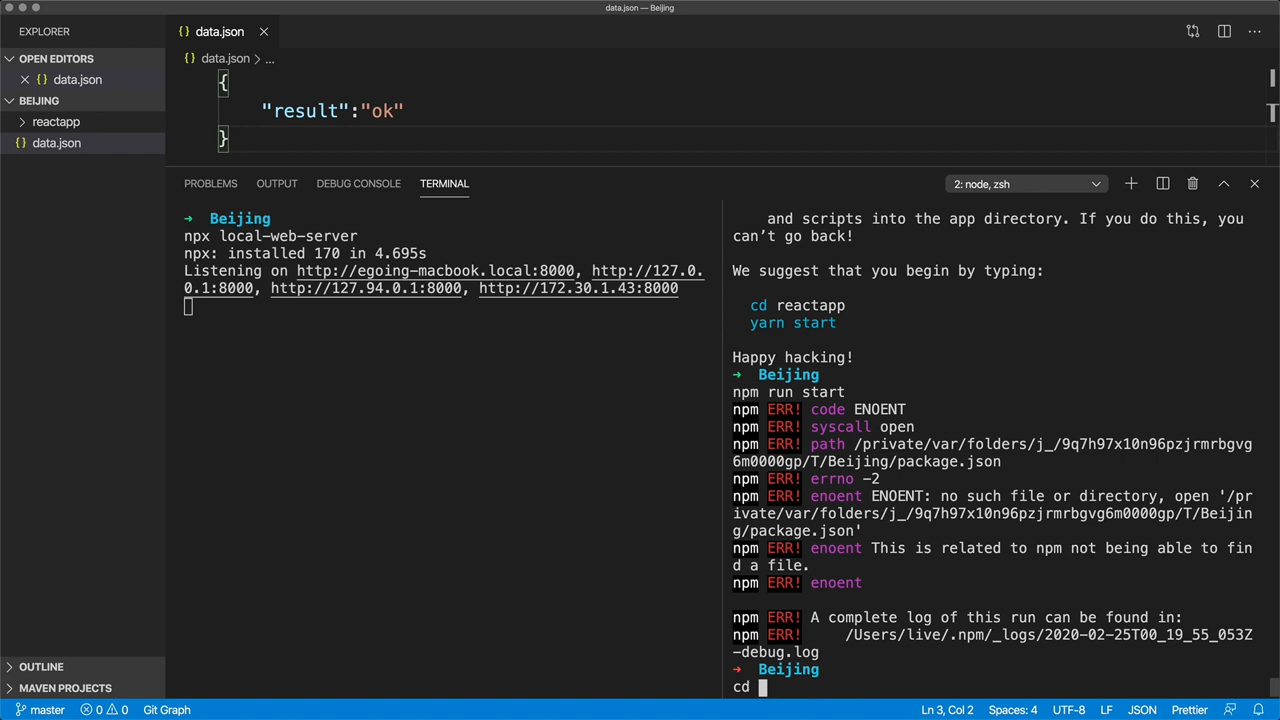 data.json — Beijing
EXPLORER
OPEN EDITORS
{} data.json
BEIJING
reactapp
{} data.json
OUTLINE
MAVEN PROJECTS
{} data.json
{} data.json > ...
{
"result":"ok"
}
PROBLEMS OUTPUT DEBUG CONSOLE TERMINAL
2: node, zsh
➜ Beijing
npx local-web-server
npx: installed 170 in 4.695s
Listening on http://egoing-macbook.local:8000, http://127.0.
0.1:8000, http://127.94.0.1:8000, http://172.30.1.43:8000
and scripts into the app directory. If you do this, you
can’t go back!
We suggest that you begin by typing:
cd reactapp
yarn start
Happy hacking!
➜ Beijing
npm run start
npm ERR! code ENOENT
npm ERR! syscall open
npm ERR! path /private/var/folders/j_/9q7h97x10n96pzjrmrbgvg
6m0000gp/T/Beijing/package.json
npm ERR! errno -2
npm ERR! enoent ENOENT: no such file or directory, open '/pr
ivate/var/folders/j_/9q7h97x10n96pzjrmrbgvg6m0000gp/T/Beijin
g/package.json'
npm ERR! enoent This is related to npm not being able to fin
d a file.
npm ERR! enoent
npm ERR! A complete log of this run can be found in:
npm ERR! /Users/live/.npm/_logs/2020-02-25T00_19_55_053Z
-debug.log
➜ Beijing
cd
master 0 0 Git Graph
Ln 3, Col 2 Spaces: 4 UTF-8 LF JSON Prettier